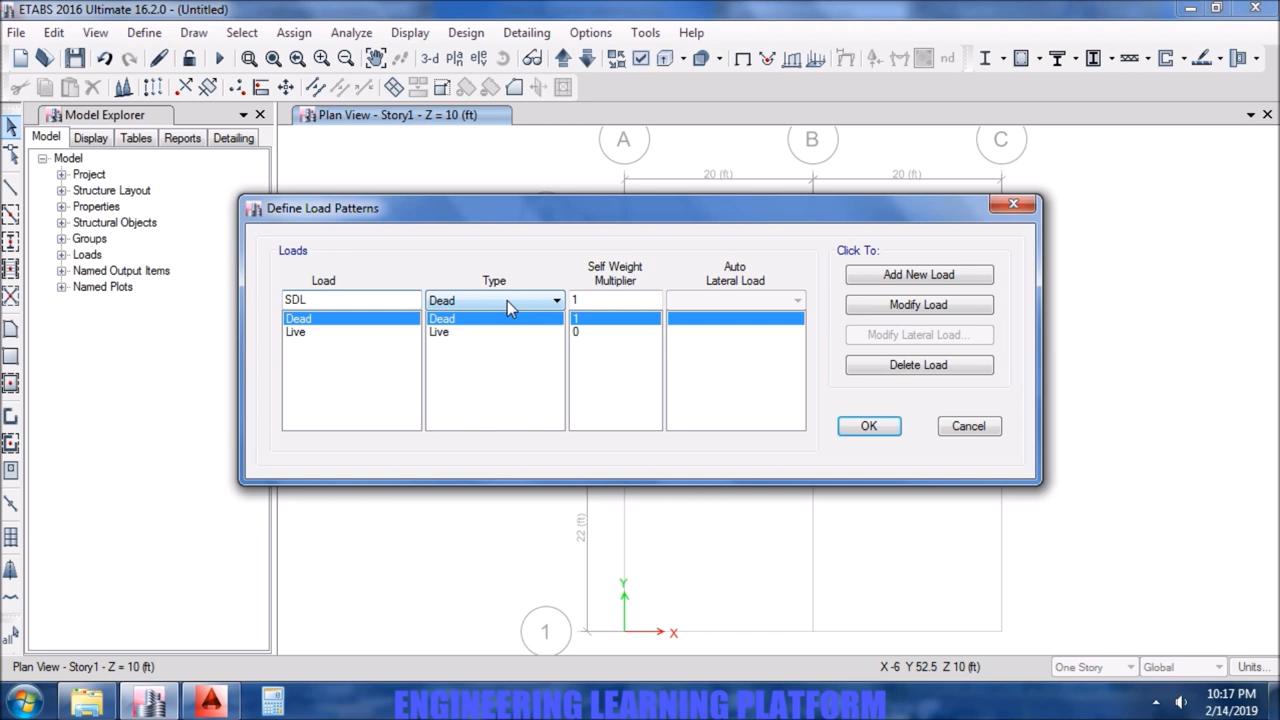 ETABS 2016 Ultimate 16.2.0 - (Untitled)
File Edit View Define Draw Select Assign Analyze Display Design Detailing Options Tools Help
3-d nd
Model Explorer
Plan View - Story1 - Z = 10 (ft)
Model Display Tables Reports Detailing
Model
Project
Structure Layout
Properties
Structural Objects
Groups
Loads
Named Output Items
Named Plots
A B C
20 (ft) 20 (ft)
Define Load Patterns
Loads
Click To:
Load Type Self Weight Multiplier Auto Lateral Load
SDL Dead 1
Dead Dead 1
Live Live 0
Add New Load
Modify Load
Modify Lateral Load...
Delete Load
OK Cancel
22 (ft)
Y
1 X
all
Plan View - Story1 - Z = 10 (ft)
X -6 Y 52.5 Z 10 (ft)
One Story Global Units...
ENGINEERING LEARNING PLATFORM
10:17 PM
2/14/2019